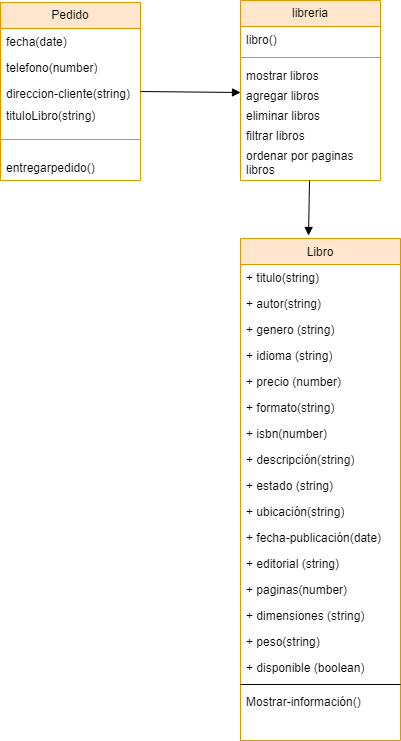 Pedido
fecha(date)
telefono(number)
direccion-cliente(string)
tituloLibro(string)
entregarpedido()
libreria
libro()
mostrar libros
agregar libros
eliminar libros
filtrar libros
ordenar por paginas
libros
Libro
+ titulo(string)
+ autor(string)
+ genero (string)
+ idioma (string)
+ precio (number)
+ formato(string)
+ isbn(number)
+ descripción(string)
+ estado (string)
+ ubicación(string)
+ fecha-publicación(date)
+ editorial (string)
+ paginas(number)
+ dimensiones (string)
+ peso(string)
+ disponible (boolean)
Mostrar-información()